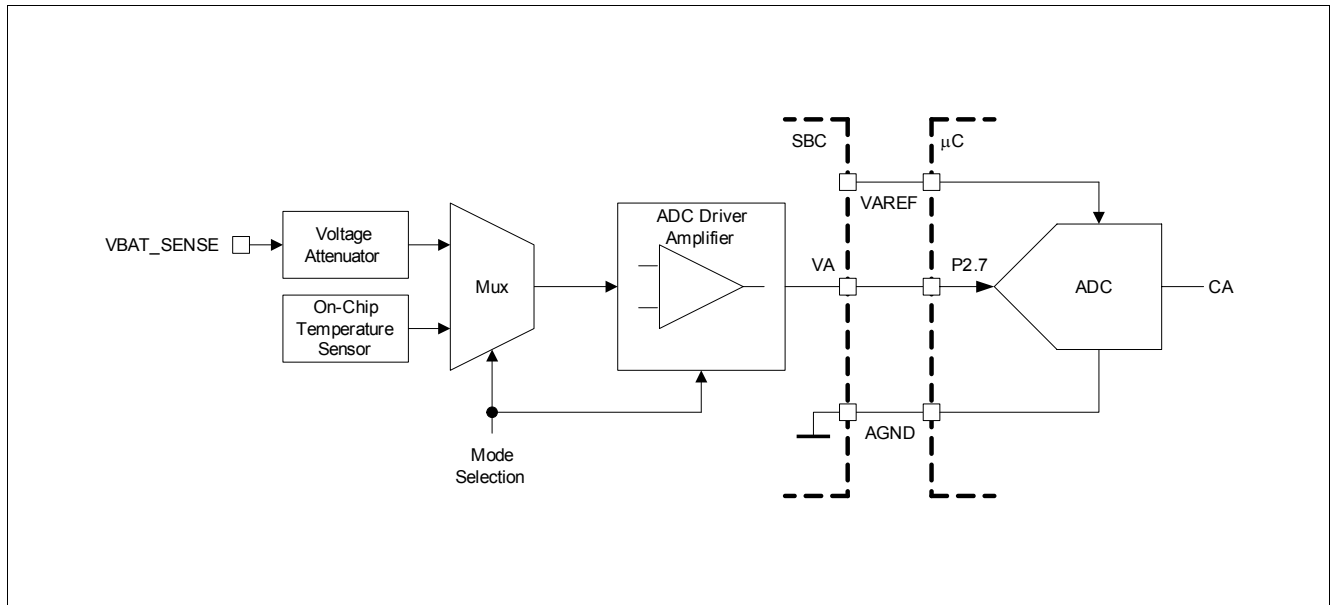 SBC
μC
VAREF
ADC Driver
Amplifier
VBAT_SENSE
Voltage
Attenuator
Mux
VA
P2.7
ADC
CA
On-Chip
Temperature
Sensor
AGND
Mode
Selection